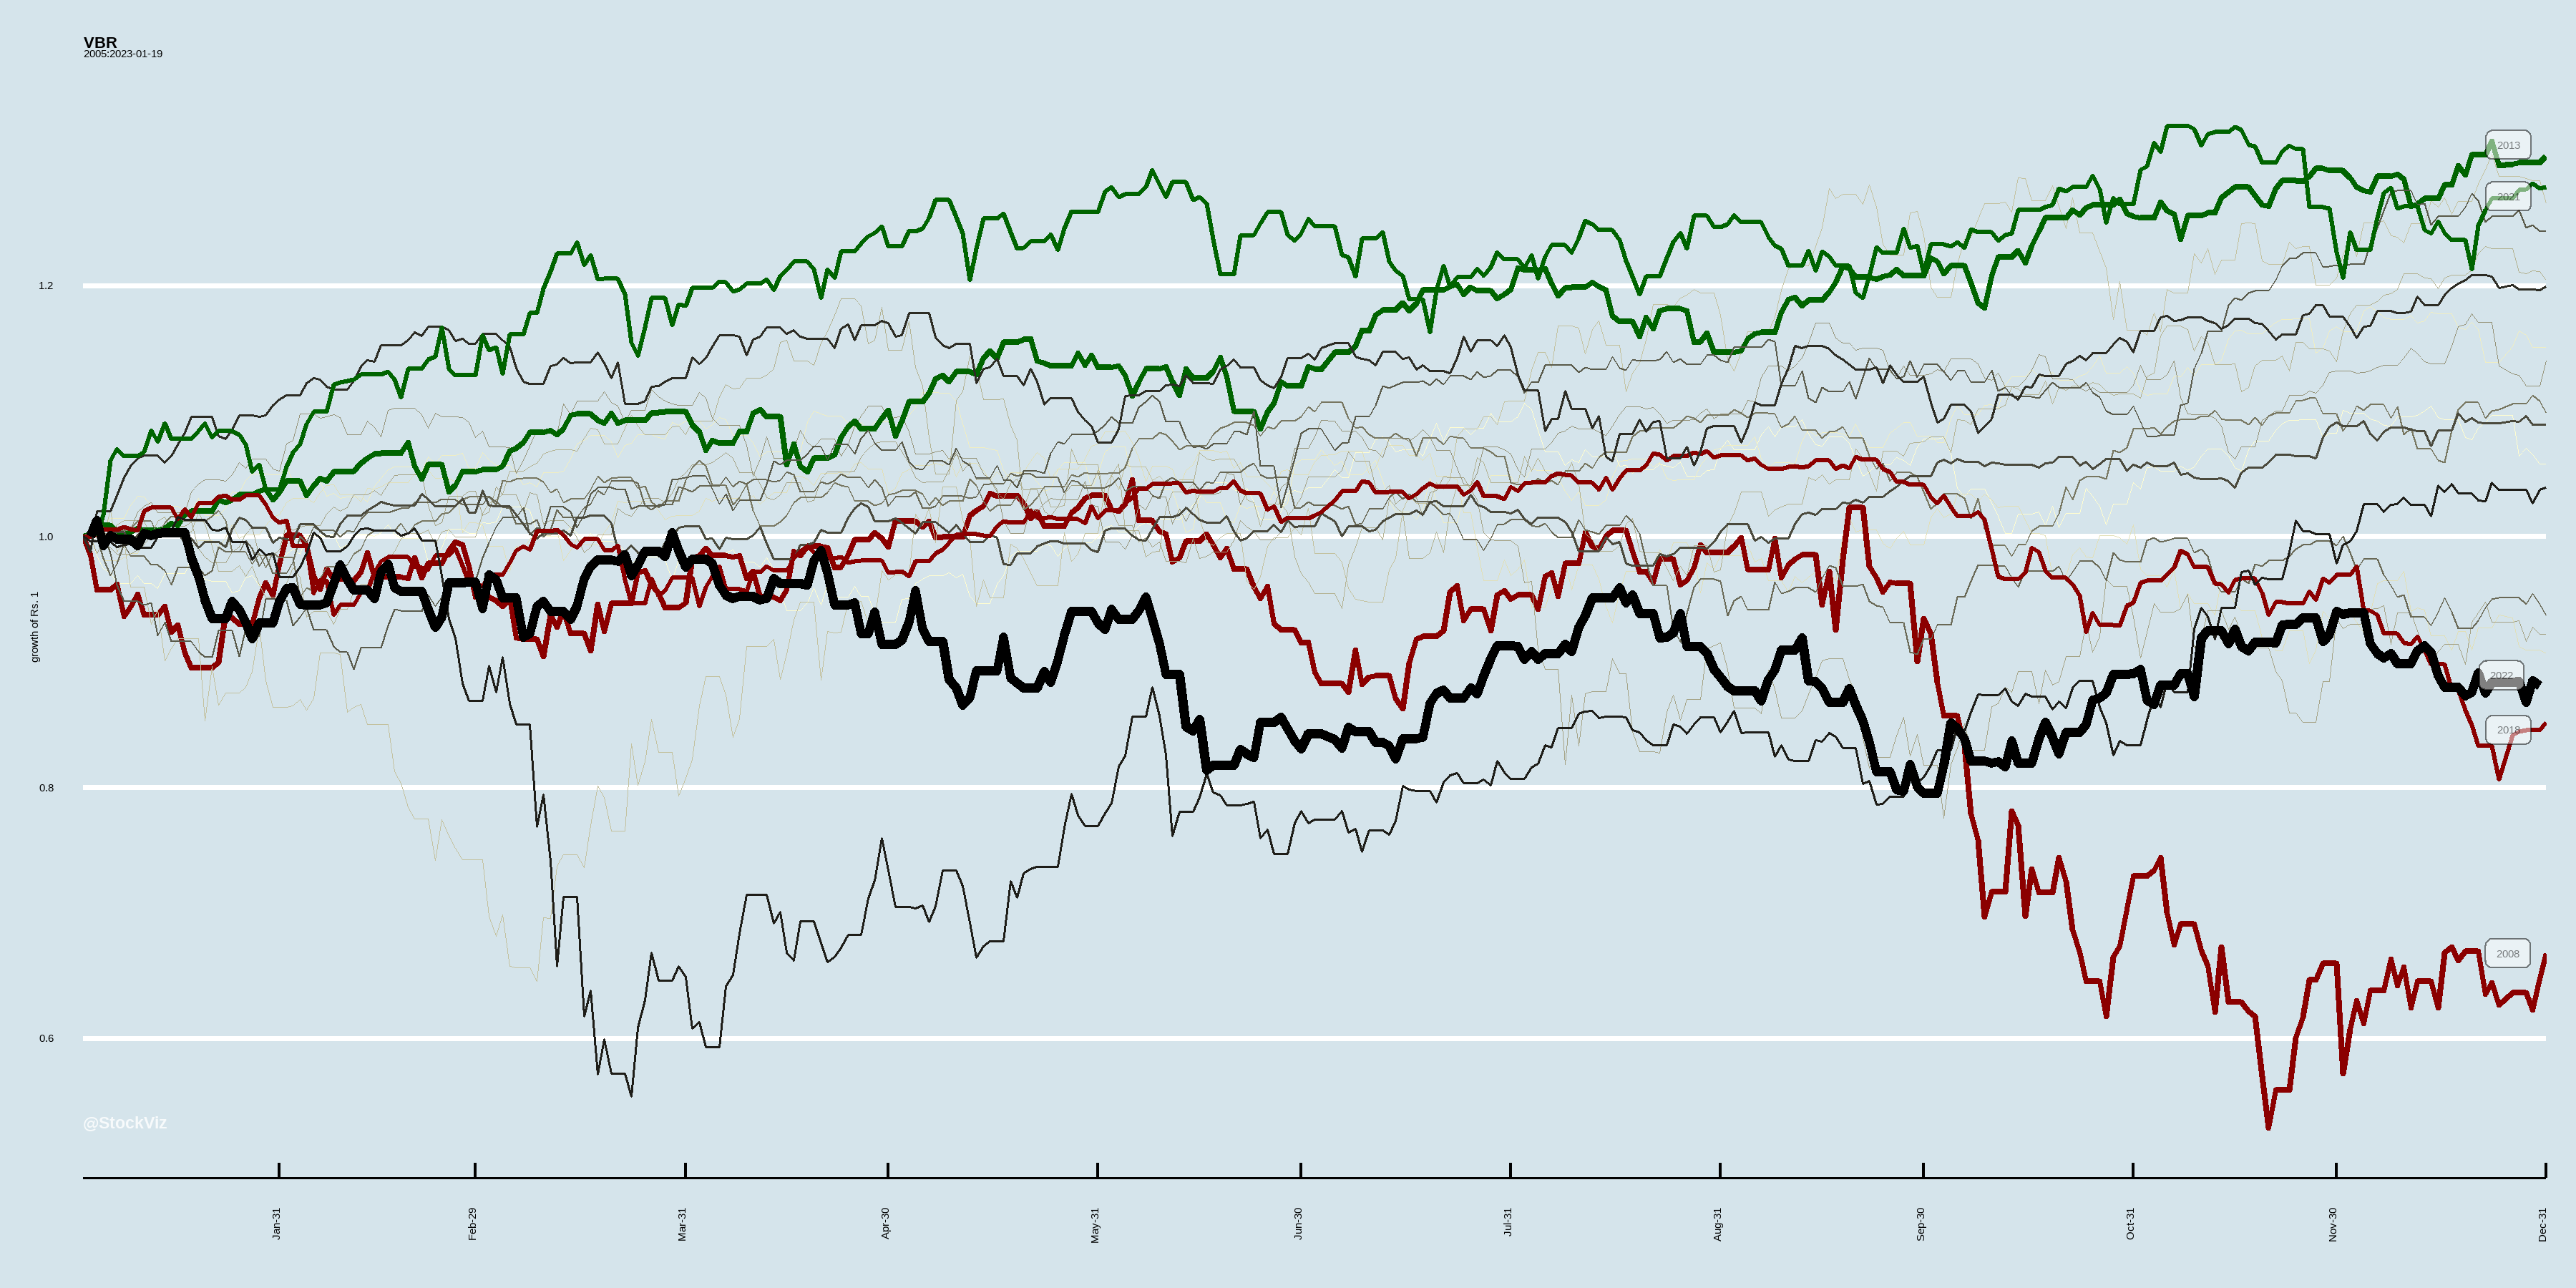 VBR
2005:2023-01-19
2013
2021
1.2
1.0
growth of Rs. 1
2022
2018
0.8
2008
0.6
@StockViz
Jan-31
Feb-29
Mar-31
Apr-30
May-31
Jun-30
Jul-31
Aug-31
Sep-30
Oct-31
Nov-30
Dec-31